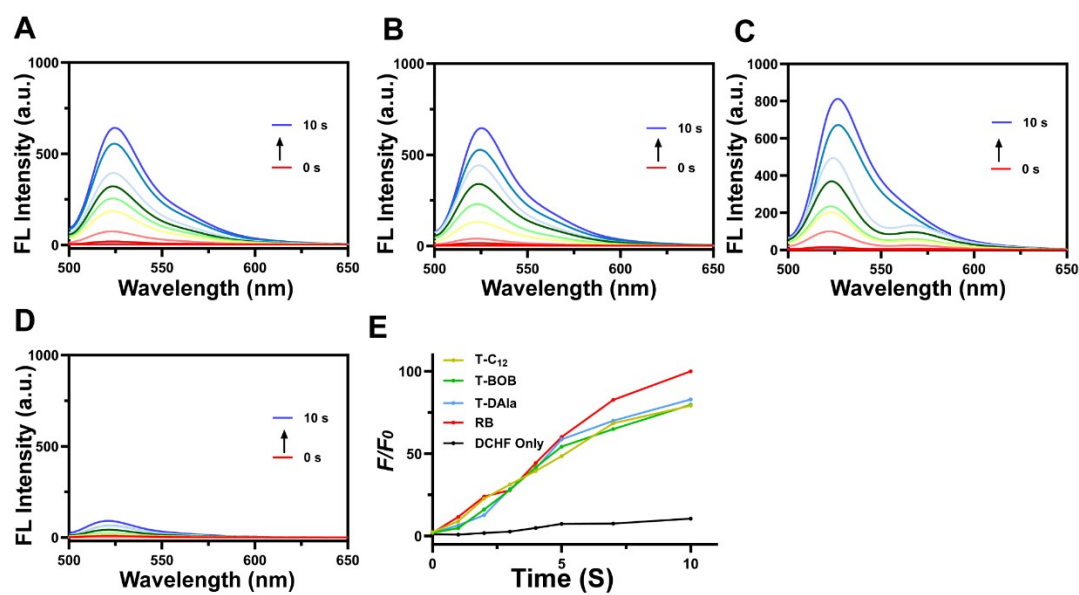 A
FL Intensity (a.u.)
1000
500
0
10 s
0 s
500
550
600
650
Wavelength (nm)
B
FL Intensity (a.u.)
1000
500
0
10 s
0 s
500
550
600
650
Wavelength (nm)
C
FL Intensity (a.u.)
1000
800
600
400
200
0
10 s
0 s
500
550
600
650
Wavelength (nm)
D
FL Intensity (a.u.)
1000
500
0
10 s
0 s
500
550
600
650
Wavelength (nm)
E
F/F₀
100
50
0
T-C₁₂
T-BOB
T-DAla
RB
DCHF Only
0
5
10
Time (S)